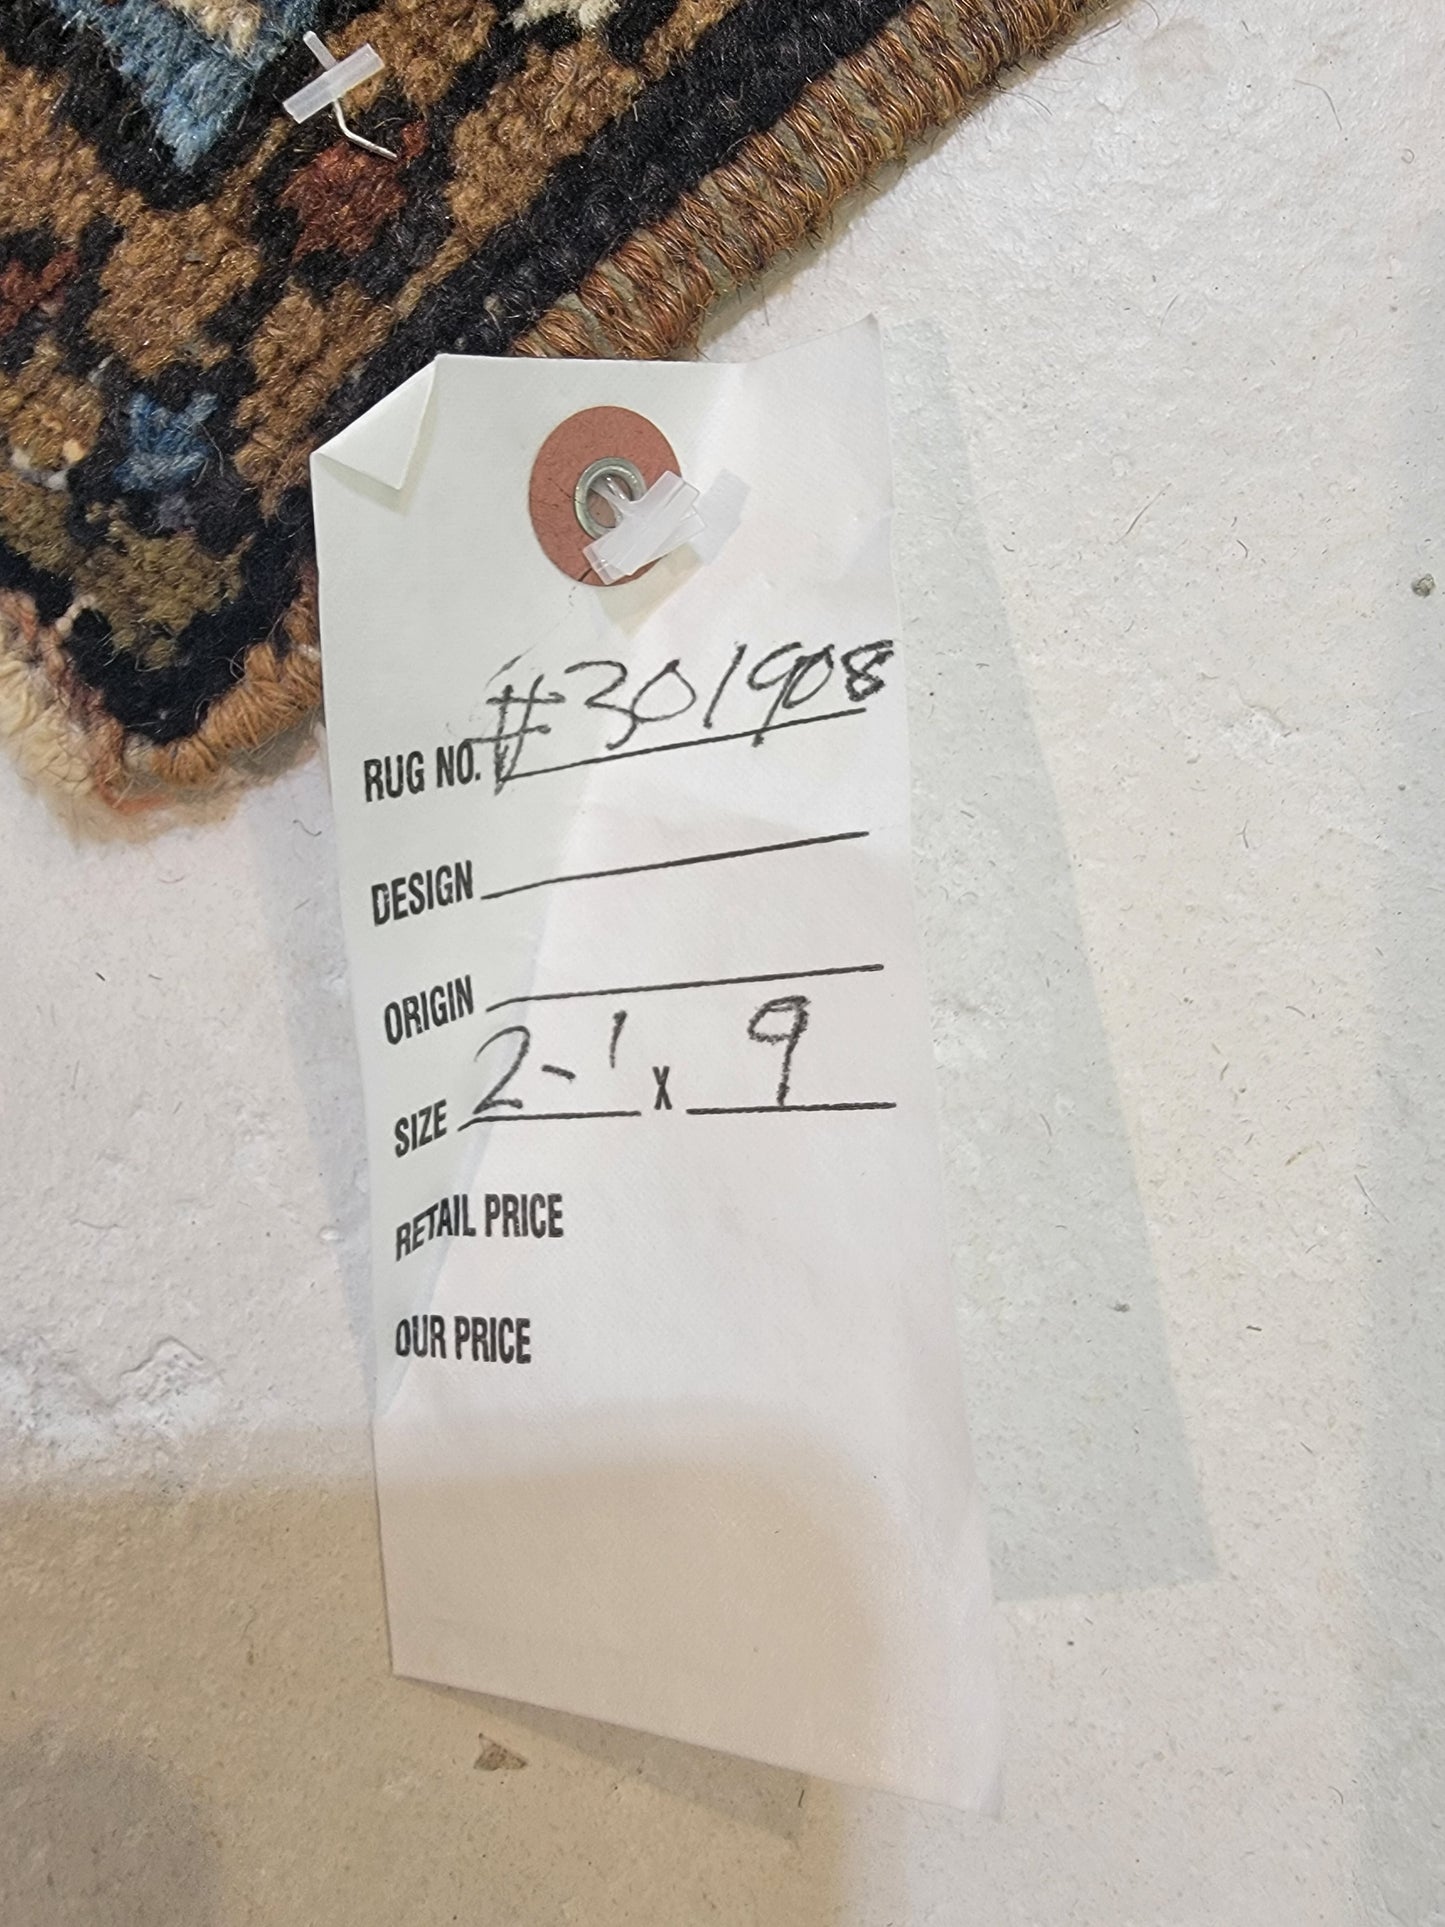 RUG NO. #301908
DESIGN
ORIGIN
SIZE 2-1 X 9
RETAIL PRICE
OUR PRICE